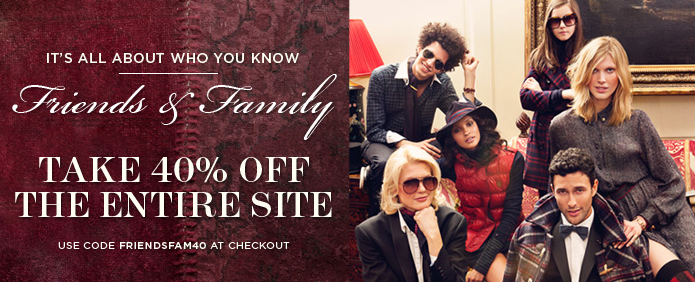 IT'S ALL ABOUT WHO YOU KNOW
Friends & Family
TAKE 40% OFF
THE ENTIRE SITE
USE CODE FRIENDSFAM40 AT CHECKOUT